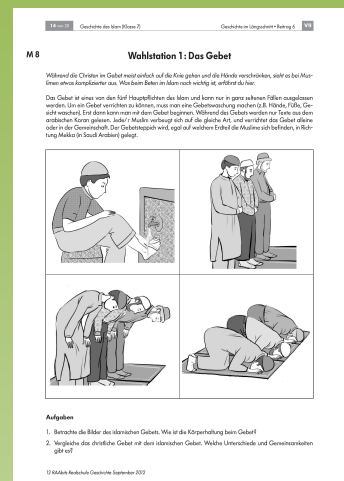 14 von 28 Geschichte des Islam (Klasse 7) Geschichte im Längsschnitt • Beitrag 6 VII
M 8 Wahlstation 1: Das Gebet
Während die Christen im Gebet meist einfach auf die Knie gehen und die Hände verschränken, sieht es bei Mus-
limen etwas komplizierter aus. Was beim Beten im Islam noch wichtig ist, erfährst du hier.
Das Gebet ist eines von den fünf Hauptpflichten des Islam und kann nur in ganz seltenen Fällen ausgelassen
werden. Um ein Gebet verrichten zu können, muss man eine Gebetswaschung machen (z.B. Hände, Füße, Ge-
sicht waschen). Erst dann kann mit dem Gebet beginnen. Während des Gebets werden nur Texte aus dem
arabischen Koran gelesen. Jede/r Muslim verbeugt sich auf die gleiche Art, und verrichtet das Gebet alleine
oder in der Gemeinschaft. Der Gebetsteppich wird, egal auf welchem Erdteil die Muslime sich befinden, in Rich-
tung Mekka (in Saudi Arabien) gelegt.
Aufgaben
1. Betrachte die Bilder des islamischen Gebets. Wie ist die Körperhaltung beim Gebet?
2. Vergleiche das christliche Gebet mit dem islamischen Gebet. Welche Unterschiede und Gemeinsamkeiten
gibt es?
12 RAAbits Realschule Geschichte September 2012